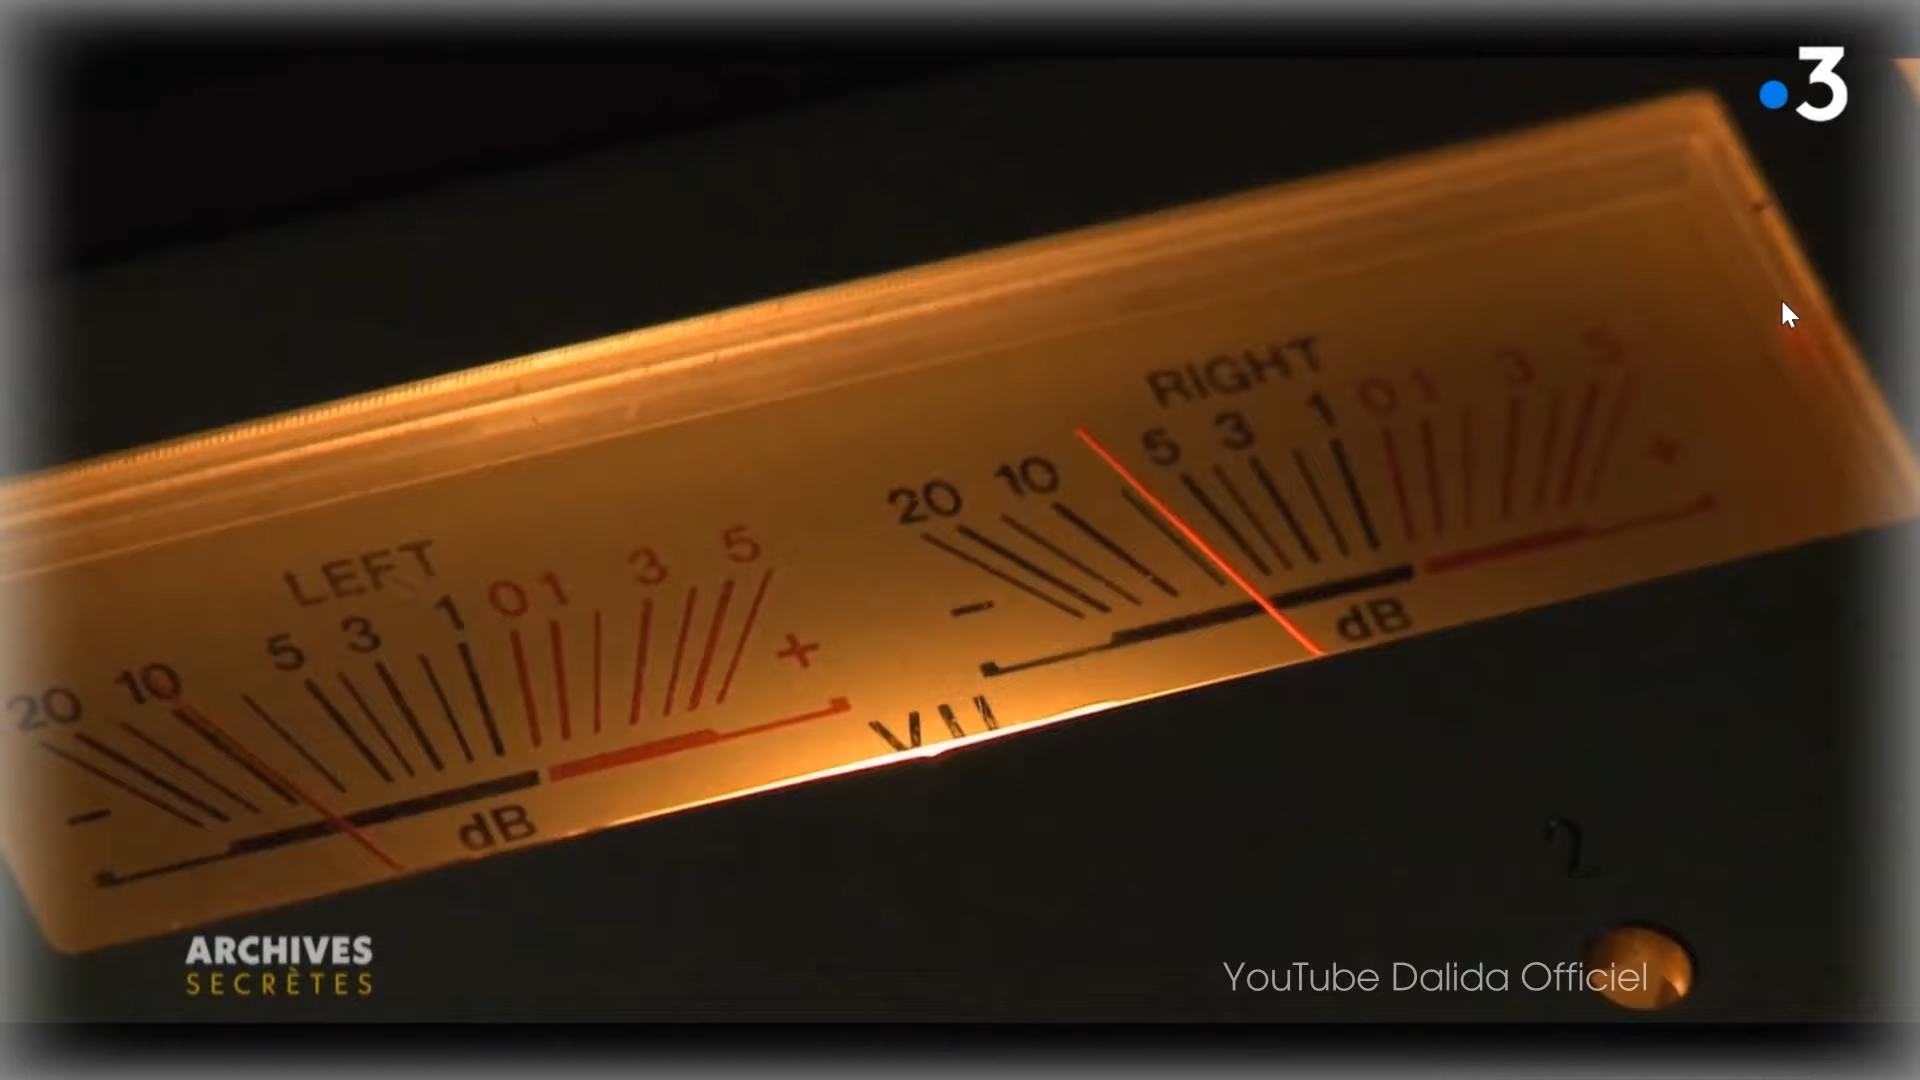 3
RIGHT
20 10 5 3 1 0 1 3 5
- +
dB
LEFT
20 10 5 3 1 0 1 3 5
- +
dB
VU
2
ARCHIVES
SECRÈTES
YouTube Dalida Officiel